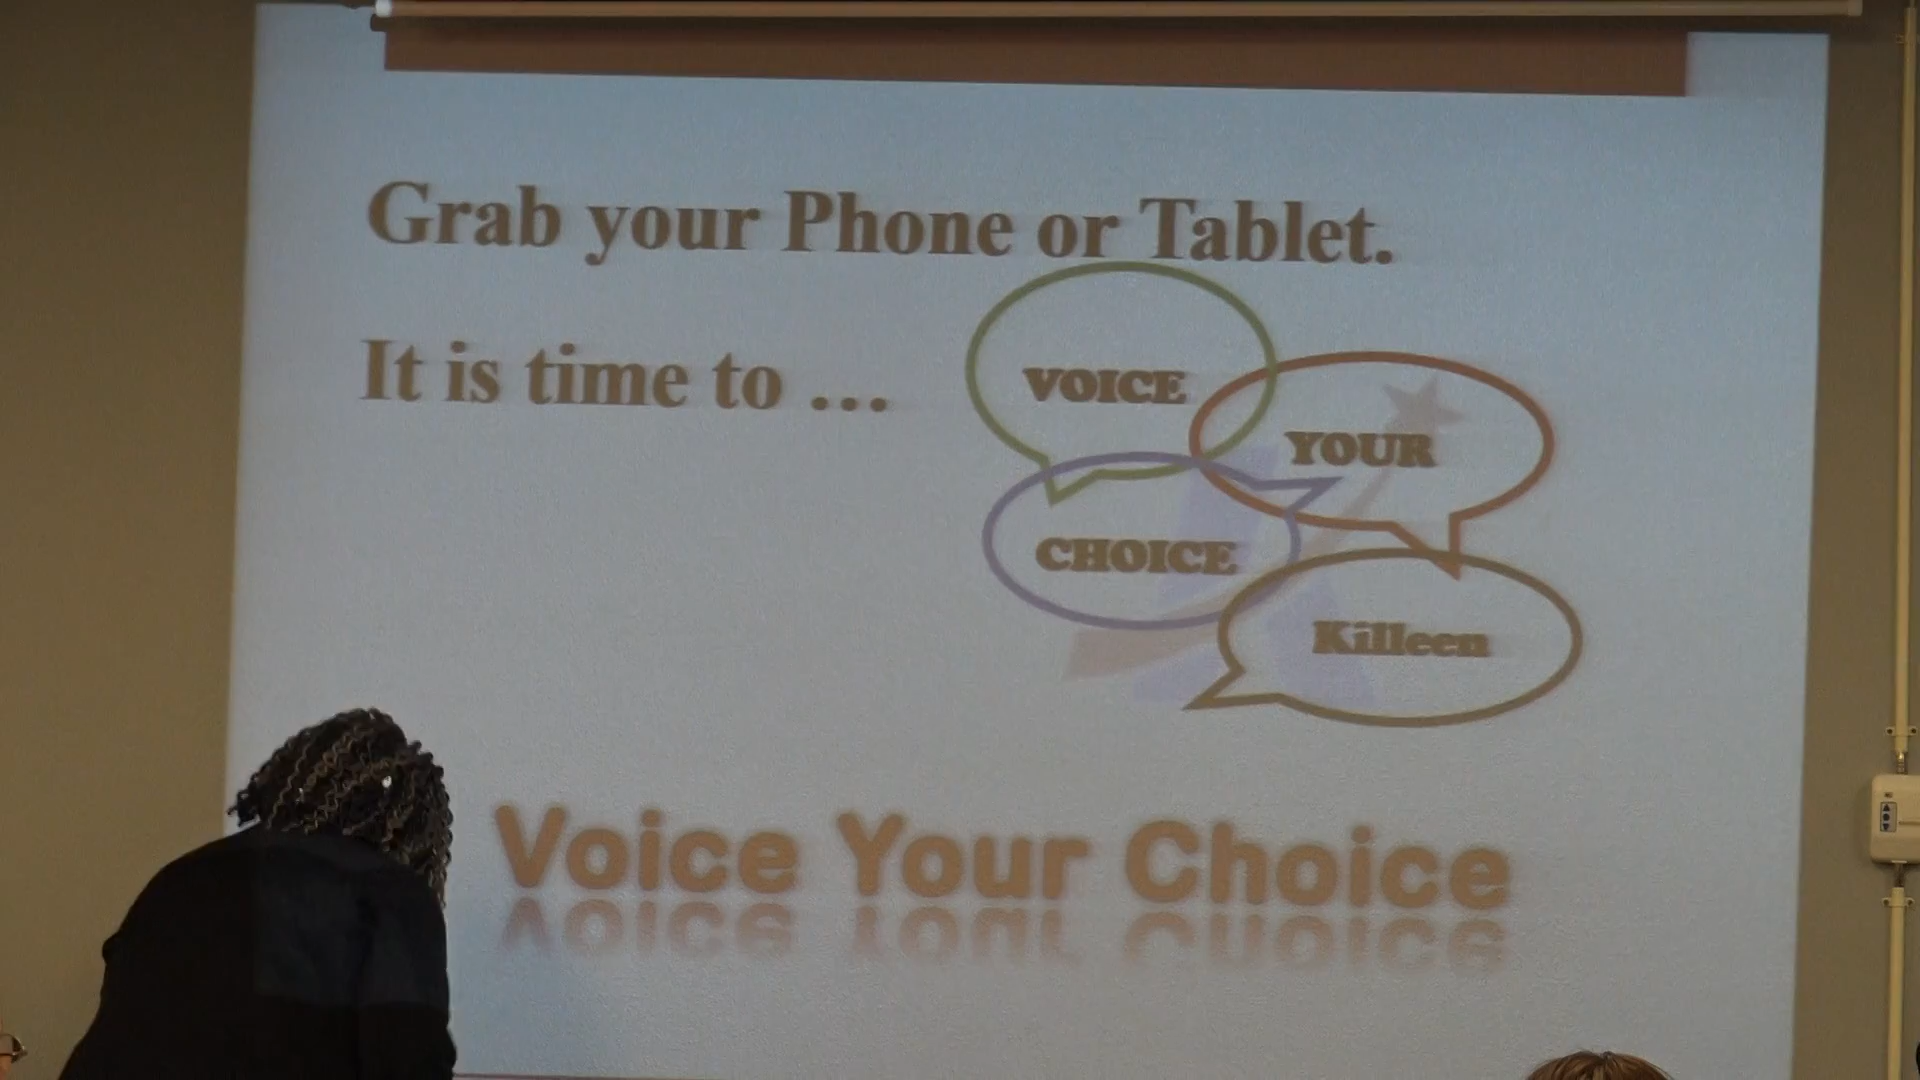 Grab your Phone or Tablet.
It is time to ...
VOICE
YOUR
CHOICE
Killeen
Voice Your Choice